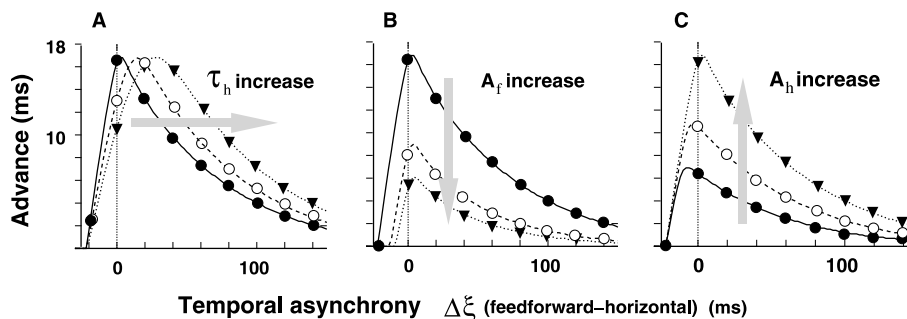 A
B
C
18
10
Advance (ms)
τh increase
Af increase
Ah increase
0
100
0
100
0
100
Temporal asynchrony Δξ (feedforward–horizontal) (ms)